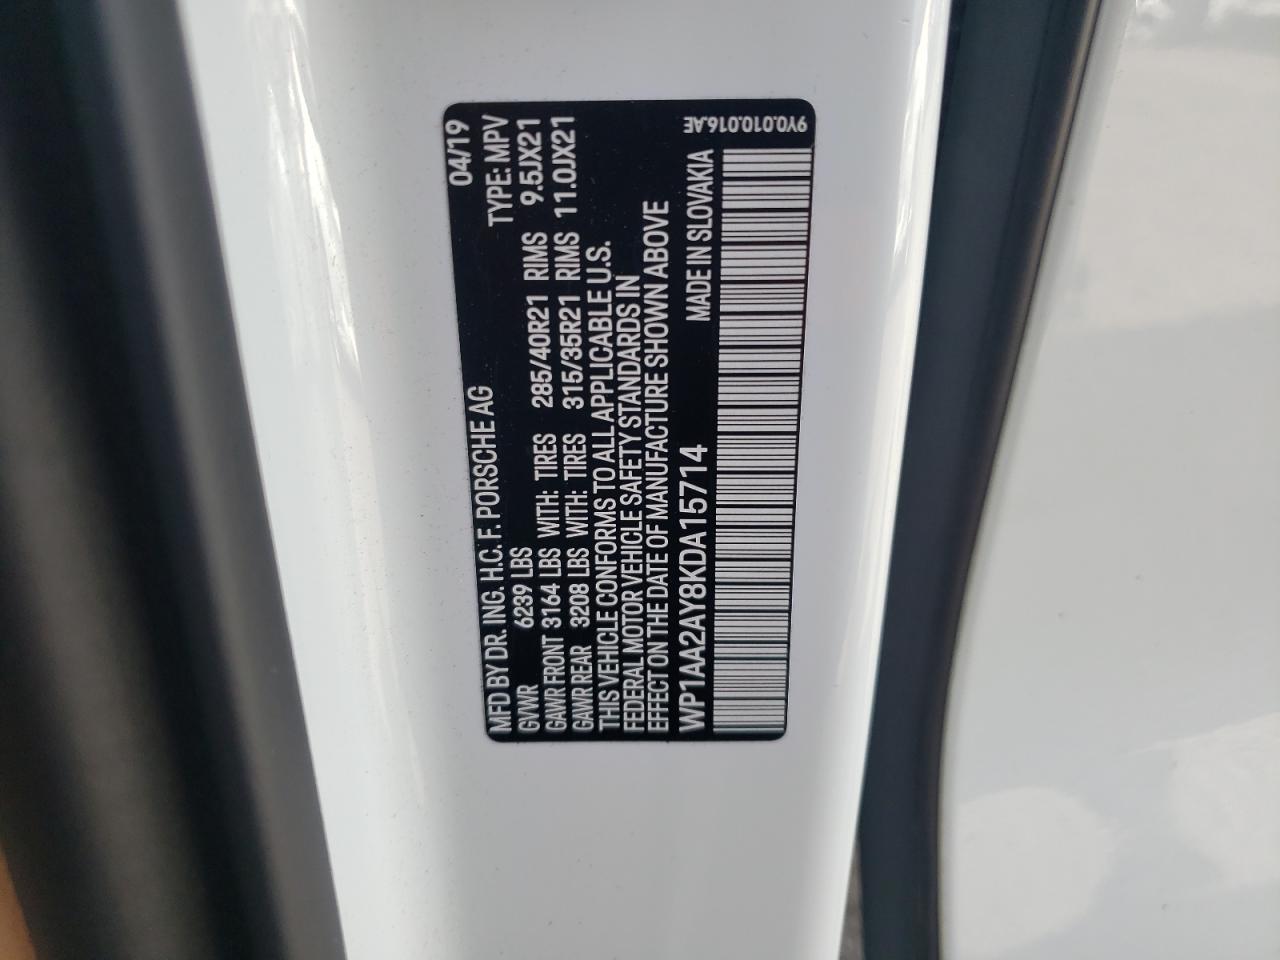 04/19
MFD BY DR. ING. H.C. F. PORSCHE AG TYPE: MPV
GVWR 6239 LBS
GAWR FRONT 3164 LBS WITH: TIRES 285/40R21 RIMS 9.5JX21
GAWR REAR 3208 LBS WITH: TIRES 315/35R21 RIMS 11.0JX21
THIS VEHICLE CONFORMS TO ALL APPLICABLE U.S.
FEDERAL MOTOR VEHICLE SAFETY STANDARDS IN
EFFECT ON THE DATE OF MANUFACTURE SHOWN ABOVE
WP1AA2AY8KDA15714 MADE IN SLOVAKIA
9Y0.010.016.AE